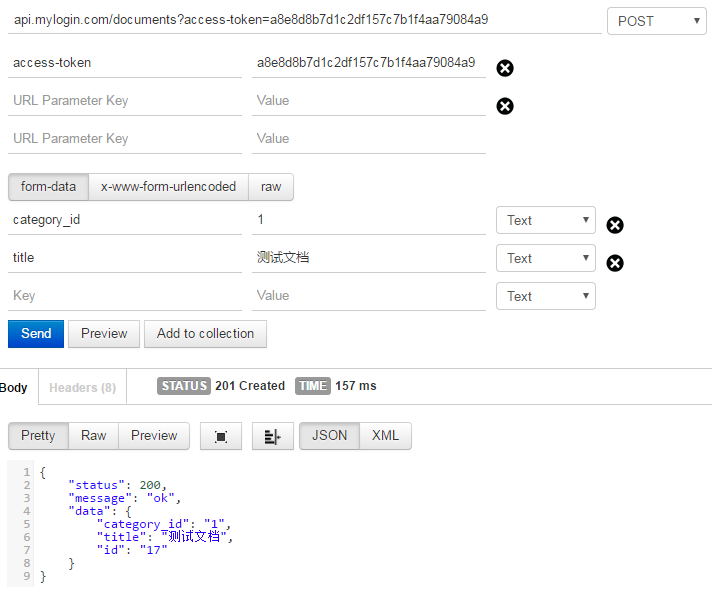 api.mylogin.com/documents?access-token=a8e8d8b7d1c2df157c7b1f4aa79084a9 POST
access-token a8e8d8b7d1c2df157c7b1f4aa79084a9
URL Parameter Key Value
URL Parameter Key Value
form-data x-www-form-urlencoded raw
category_id 1 Text
title 测试文档 Text
Key Value Text
Send Preview Add to collection
Body Headers (8) STATUS 201 Created TIME 157 ms
Pretty Raw Preview JSON XML
1 {
2 "status": 200,
3 "message": "ok",
4 "data": {
5 "category_id": "1",
6 "title": "测试文档",
7 "id": "17"
8 }
9 }